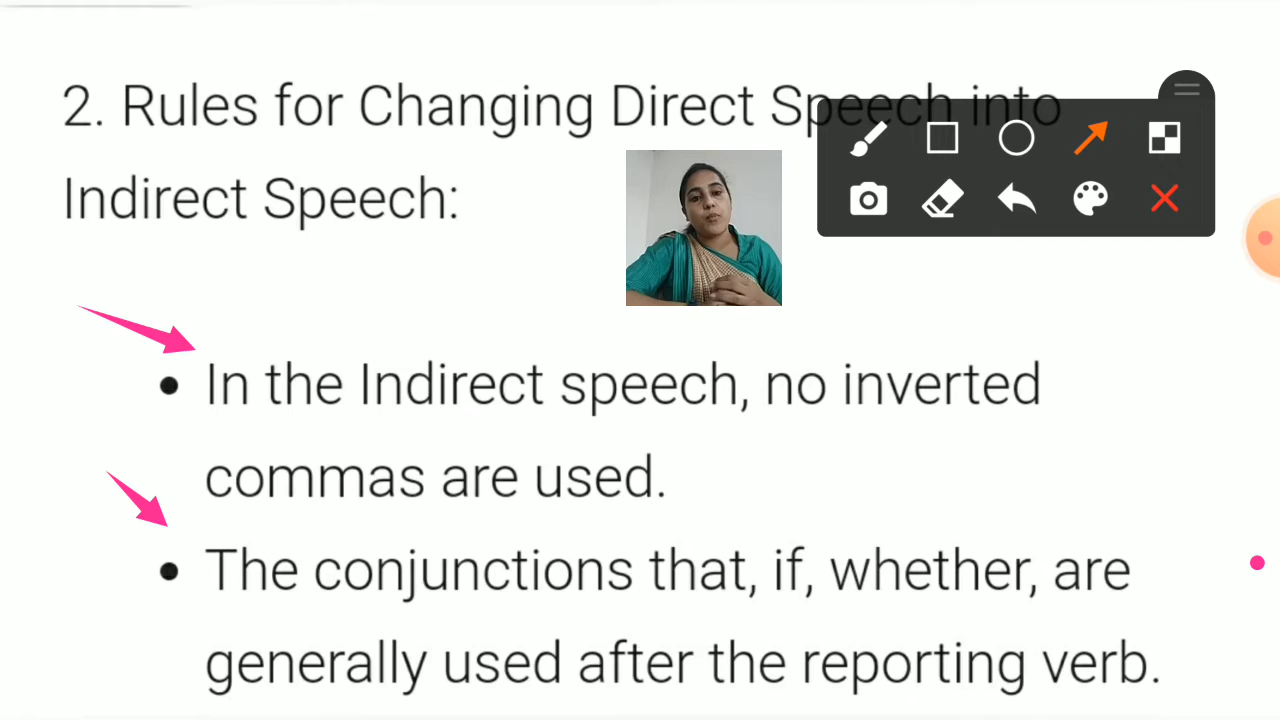 2. Rules for Changing Direct Speech into
Indirect Speech:
• In the Indirect speech, no inverted
commas are used.
• The conjunctions that, if, whether, are
generally used after the reporting verb.